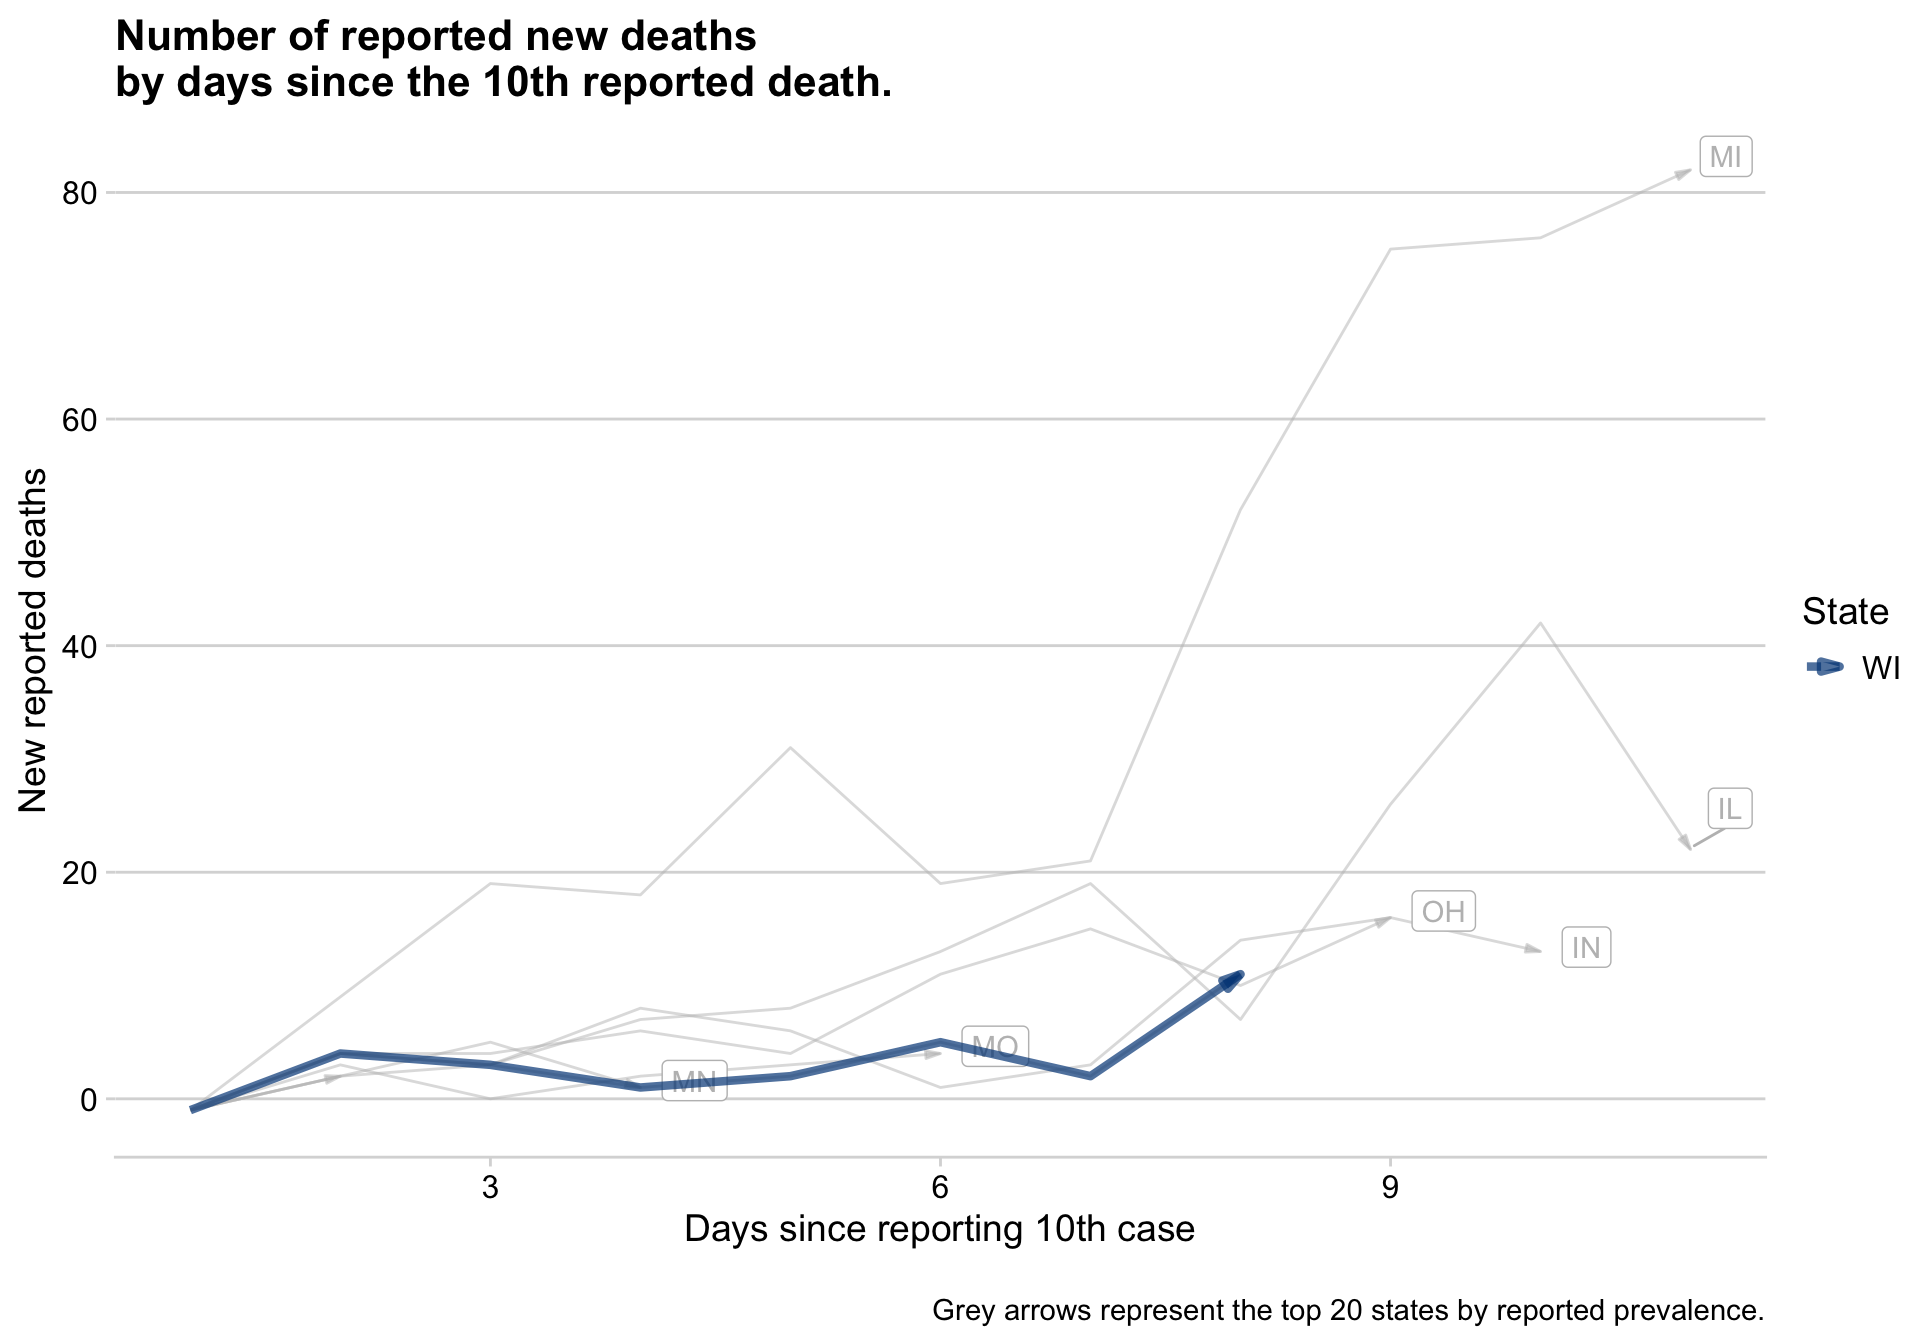 Number of reported new deaths
by days since the 10th reported death.
MI
80
60
New reported deaths
State
WI
40
IL
20
OH
IN
MO
MN
0
3
6
9
Days since reporting 10th case
Grey arrows represent the top 20 states by reported prevalence.